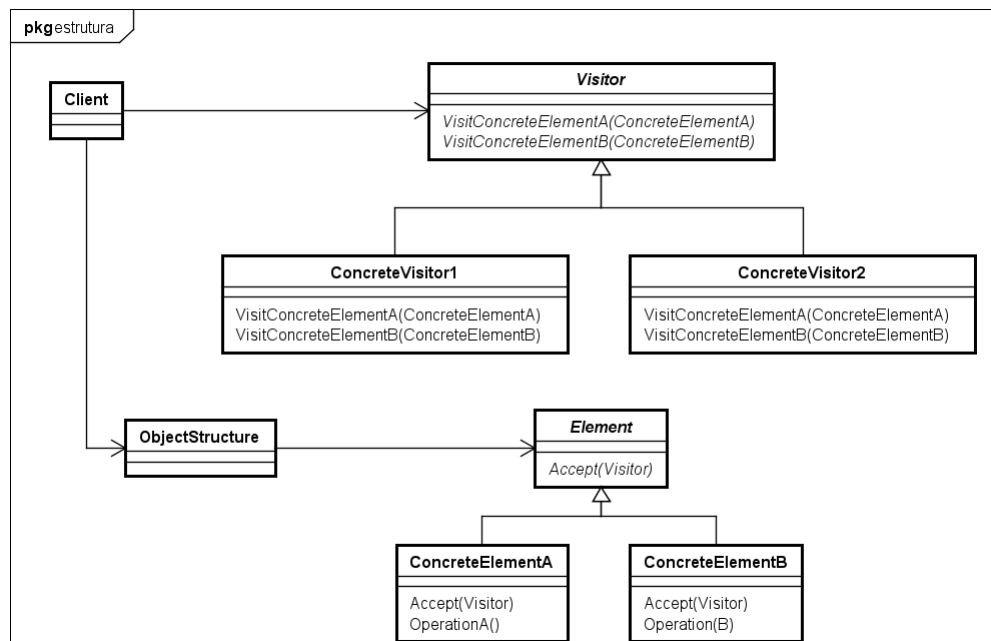 pkg estrutura
Client
Visitor
VisitConcreteElementA(ConcreteElementA)
VisitConcreteElementB(ConcreteElementB)
ConcreteVisitor1
VisitConcreteElementA(ConcreteElementA)
VisitConcreteElementB(ConcreteElementB)
ConcreteVisitor2
VisitConcreteElementA(ConcreteElementA)
VisitConcreteElementB(ConcreteElementB)
ObjectStructure
Element
Accept(Visitor)
ConcreteElementA
Accept(Visitor)
OperationA()
ConcreteElementB
Accept(Visitor)
Operation(B)